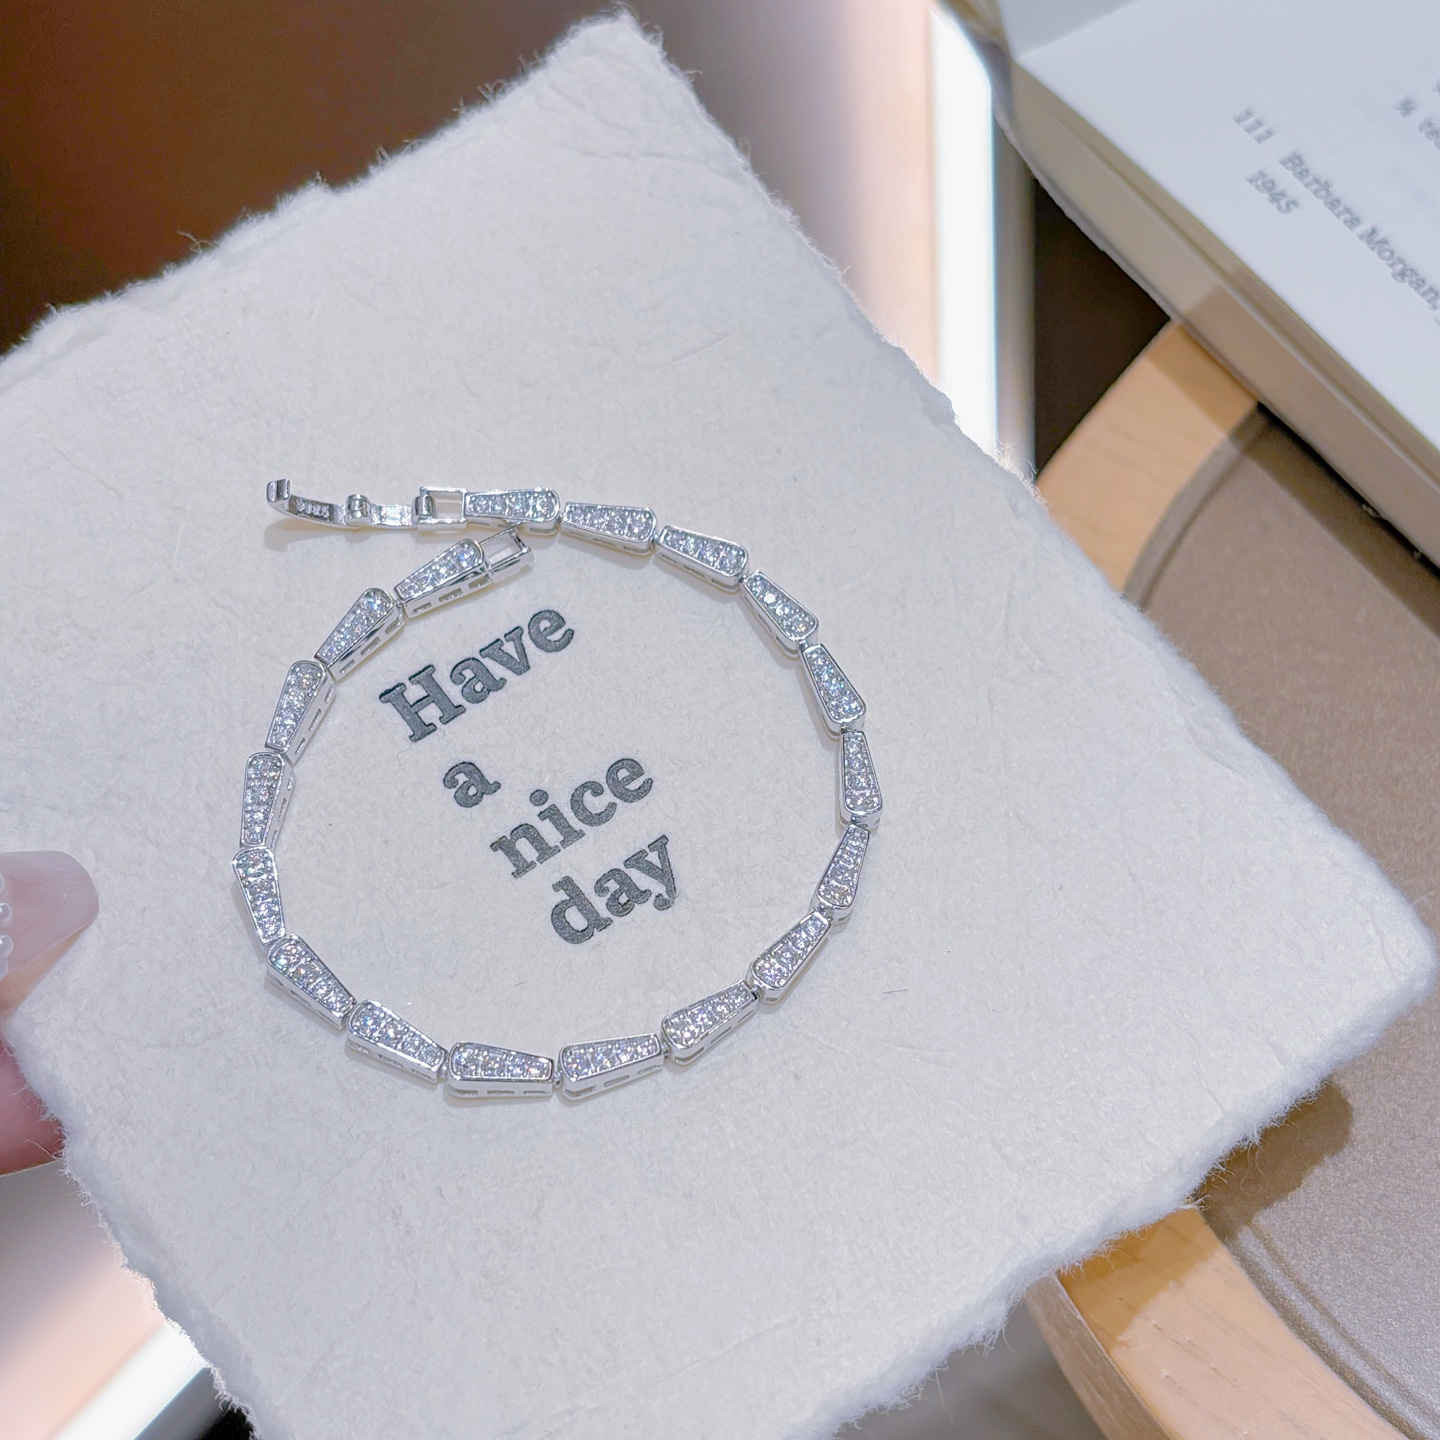 Have
a
nice
day
111 Barbara Morgan,
1945